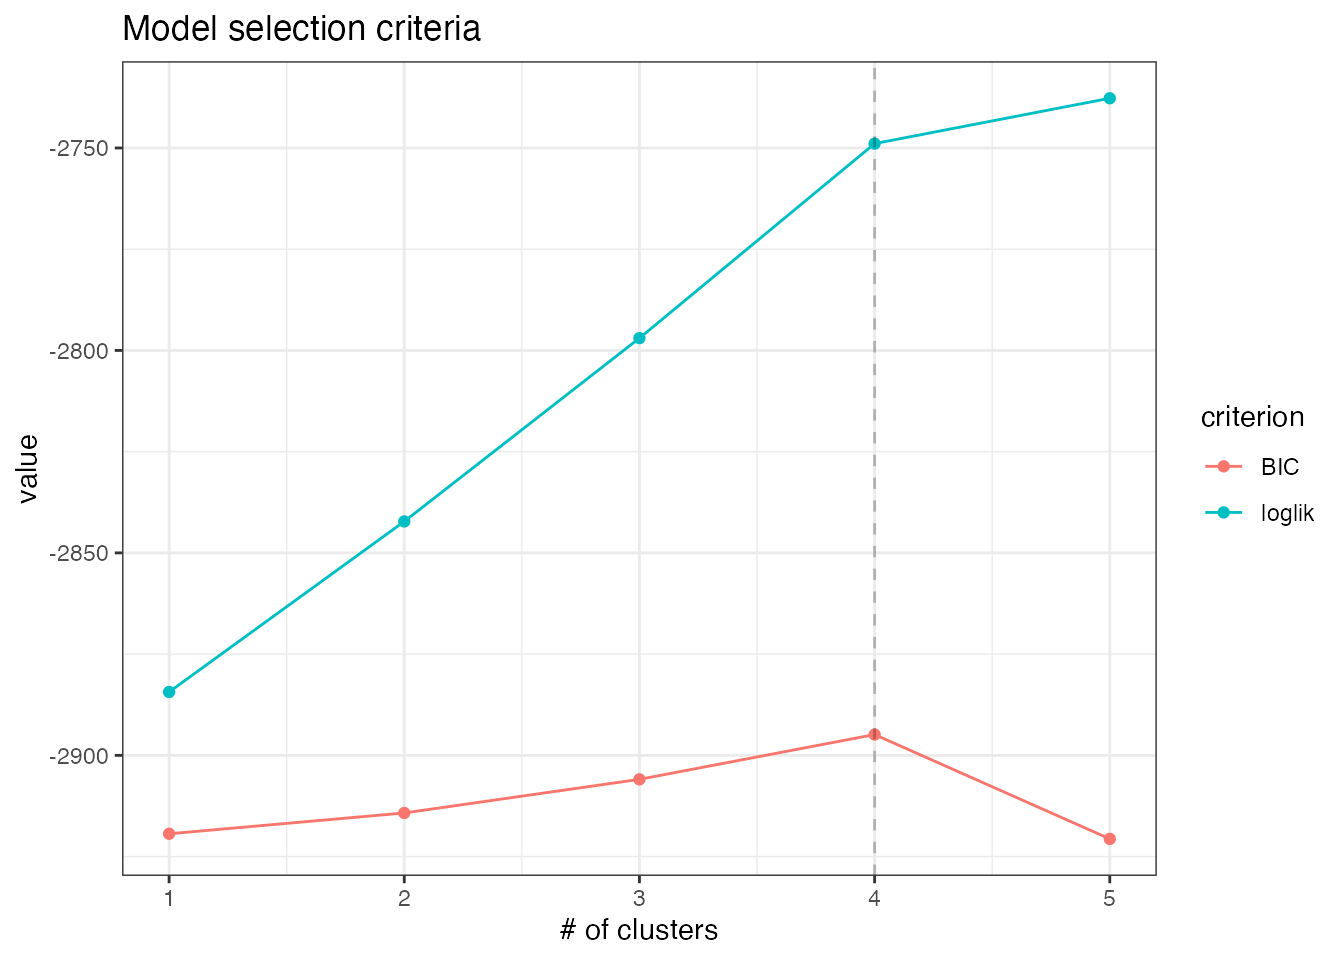 Model selection criteria
value
-2750
-2800
-2850
-2900
1 2 3 4 5
# of clusters
criterion
BIC
loglik